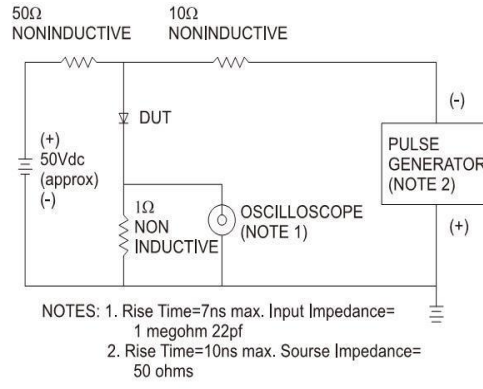 50Ω
NONINDUCTIVE
10Ω
NONINDUCTIVE
(+)
50Vdc
(approx)
(-)
DUT
1Ω
NON
INDUCTIVE
OSCILLOSCOPE
(NOTE 1)
(-)
PULSE
GENERATOR
(NOTE 2)
(+)
NOTES: 1. Rise Time=7ns max. Input Impedance=
1 megohm 22pf
2. Rise Time=10ns max. Sourse Impedance=
50 ohms